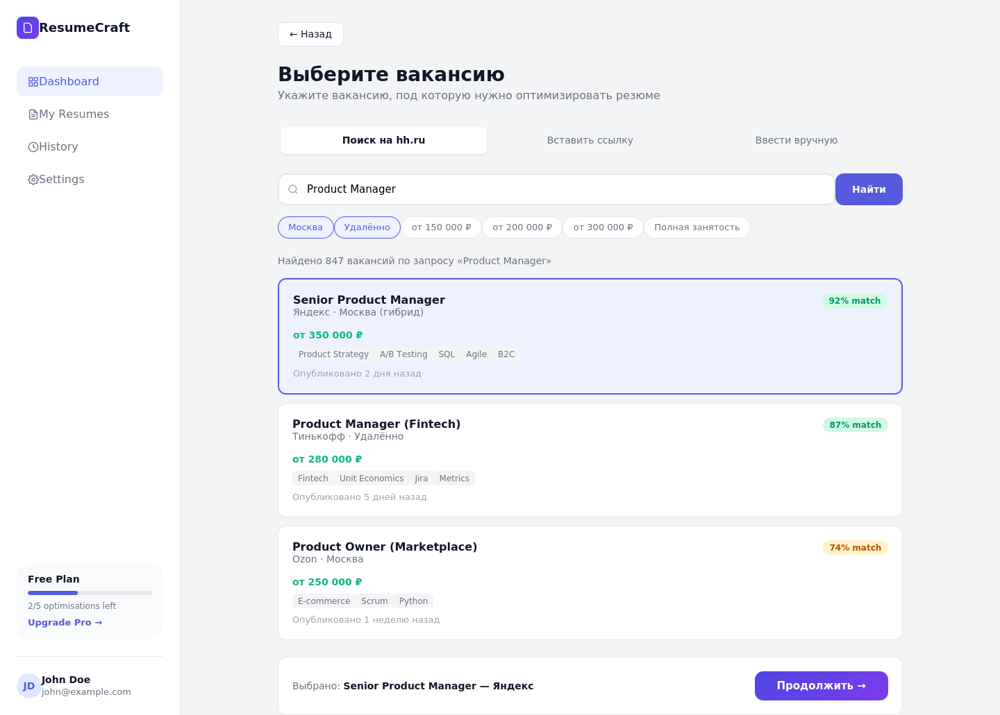 ResumeCraft
Dashboard
My Resumes
History
Settings
Free Plan
2/5 optimisations left
Upgrade Pro →
JD
John Doe
john@example.com
← Назад
Выберите вакансию
Укажите вакансию, под которую нужно оптимизировать резюме
Поиск на hh.ru
Вставить ссылку
Ввести вручную
Product Manager
Найти
Москва
Удалённо
от 150 000 ₽
от 200 000 ₽
от 300 000 ₽
Полная занятость
Найдено 847 вакансий по запросу «Product Manager»
Senior Product Manager
92% match
Яндекс · Москва (гибрид)
от 350 000 ₽
Product Strategy A/B Testing SQL Agile B2C
Опубликовано 2 дня назад
Product Manager (Fintech)
87% match
Тинькофф · Удалённо
от 280 000 ₽
Fintech Unit Economics Jira Metrics
Опубликовано 5 дней назад
Product Owner (Marketplace)
74% match
Ozon · Москва
от 250 000 ₽
E-commerce Scrum Python
Опубликовано 1 неделю назад
Выбрано: Senior Product Manager — Яндекс
Продолжить →